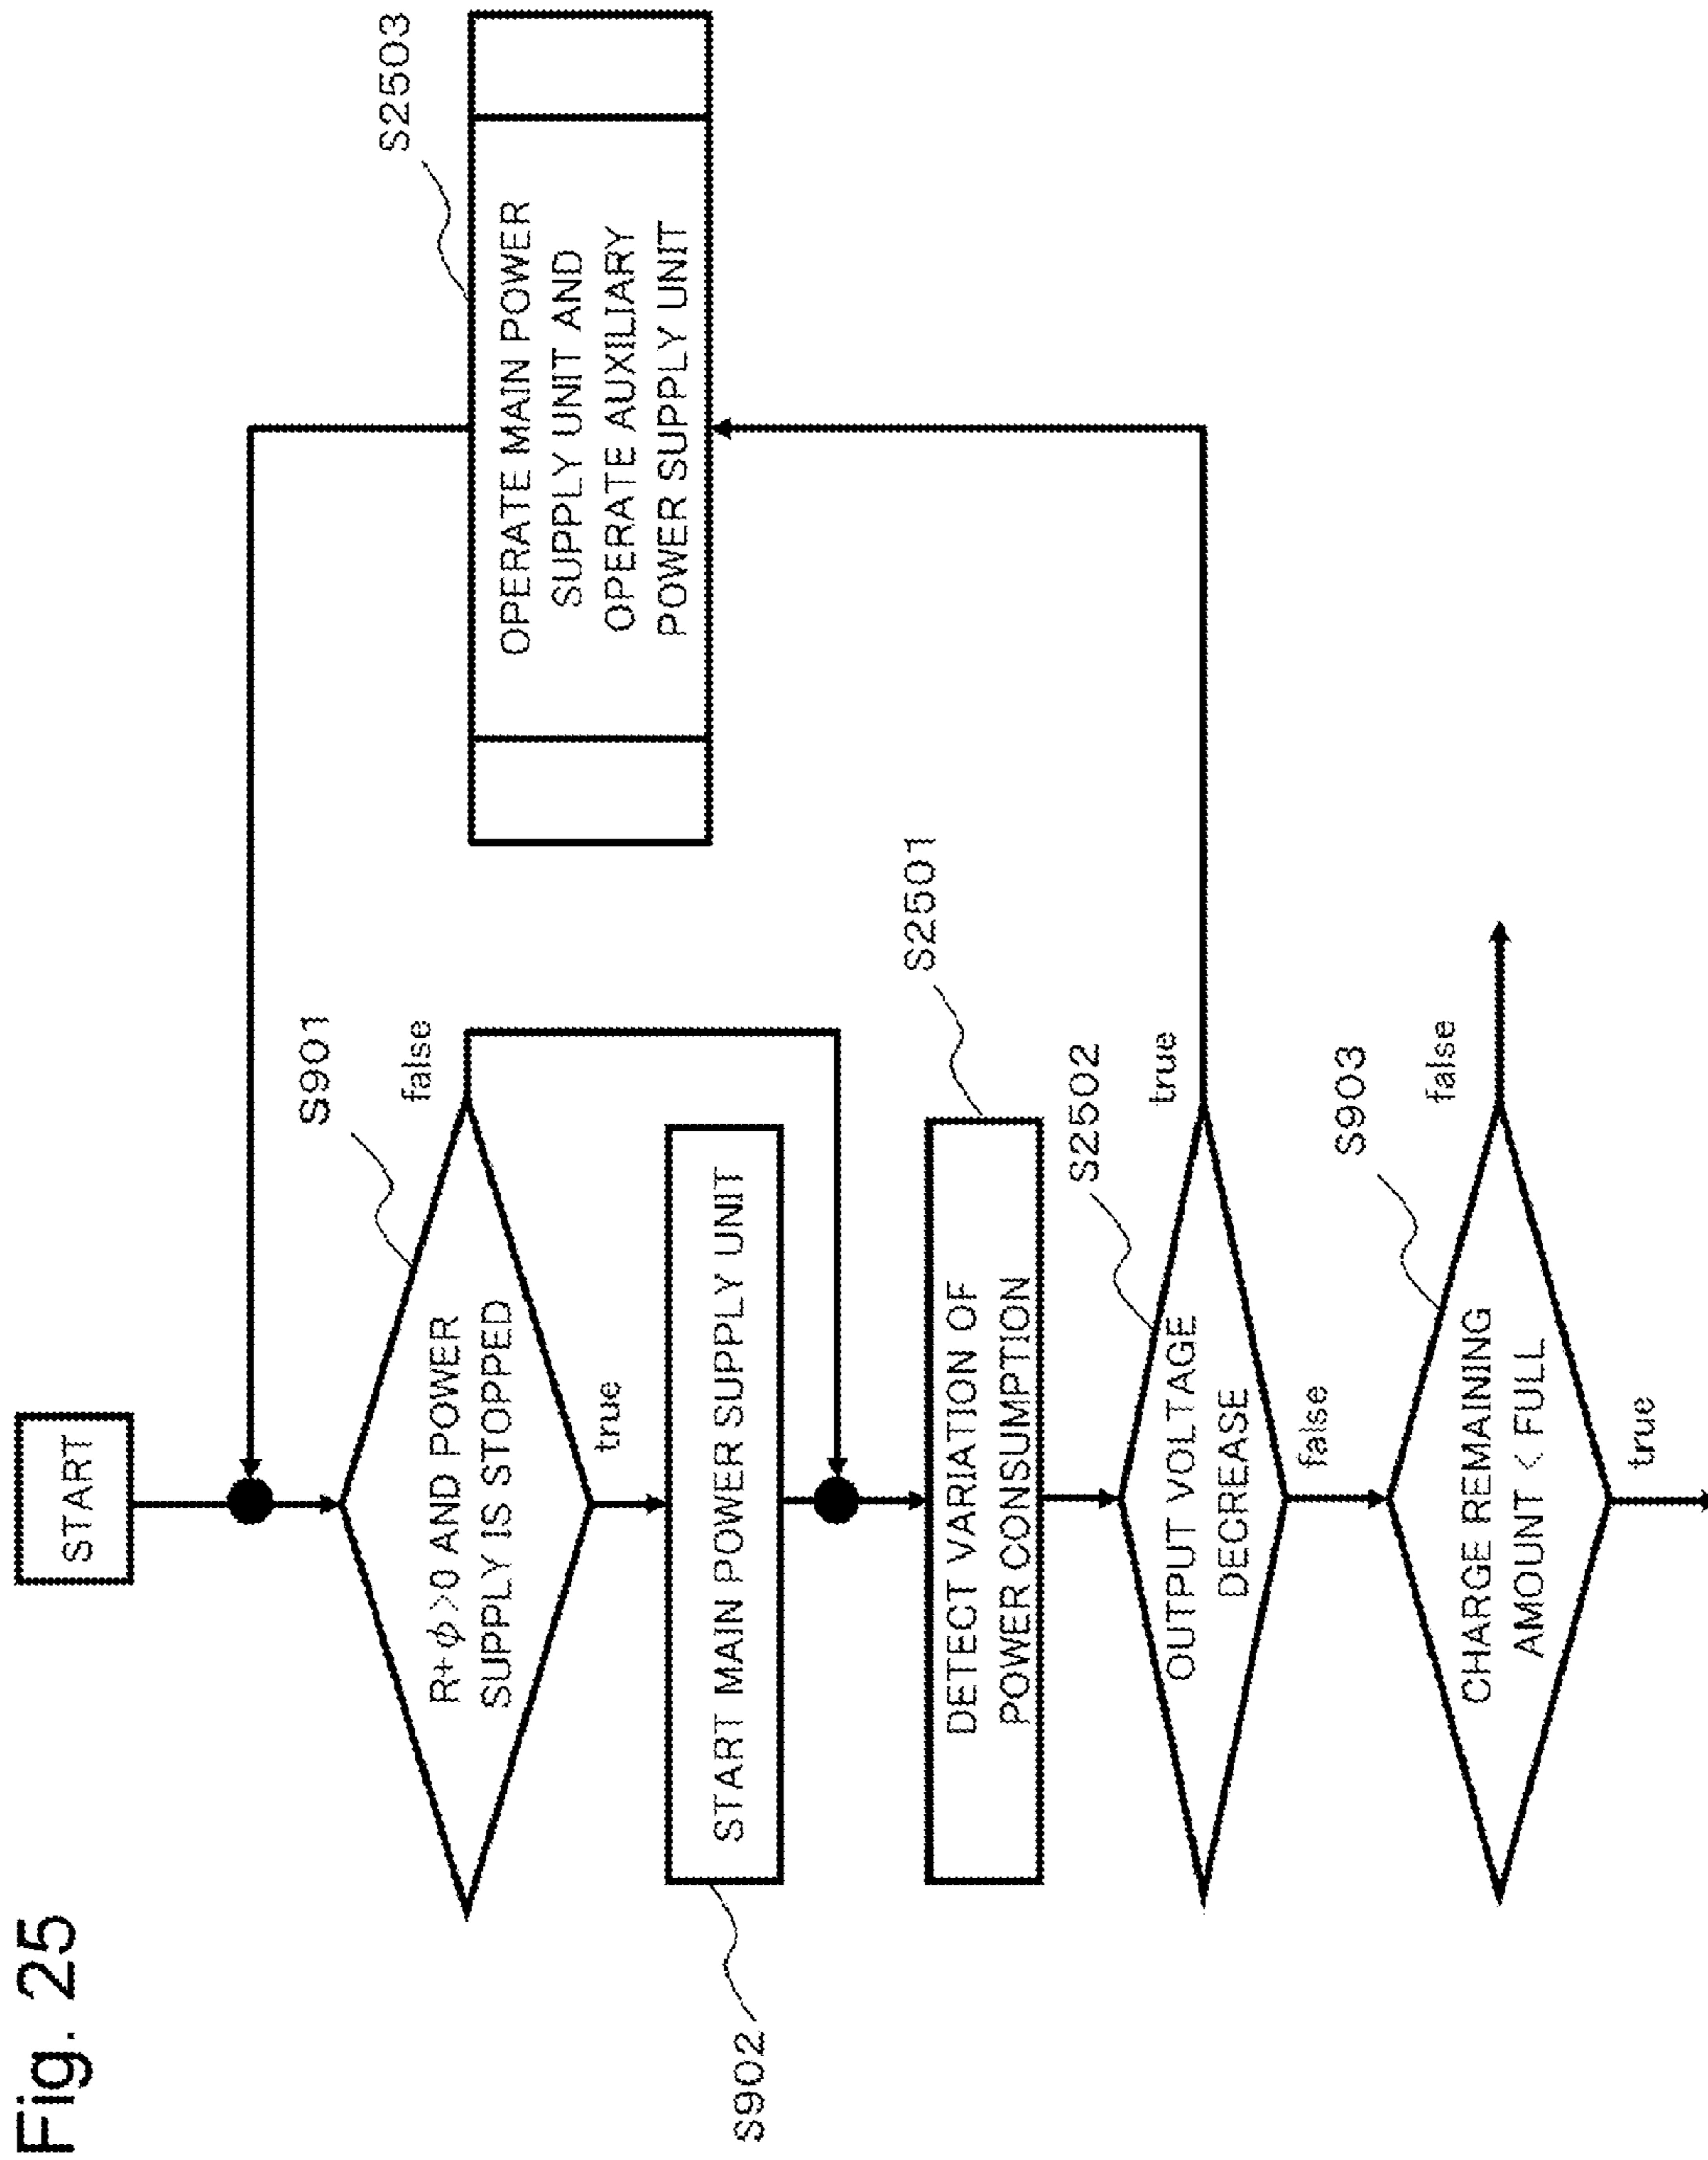 Fig. 25
START
S901
R+φ>0 AND POWER
SUPPLY IS STOPPED
false
true
S902
START MAIN POWER SUPPLY UNIT
S2501
DETECT VARIATION OF
POWER CONSUMPTION
S2502
OUTPUT VOLTAGE
DECREASE
true
false
S903
CHARGE REMAINING
AMOUNT < FULL
false
true
S2503
OPERATE MAIN POWER
SUPPLY UNIT AND
OPERATE AUXILIARY
POWER SUPPLY UNIT